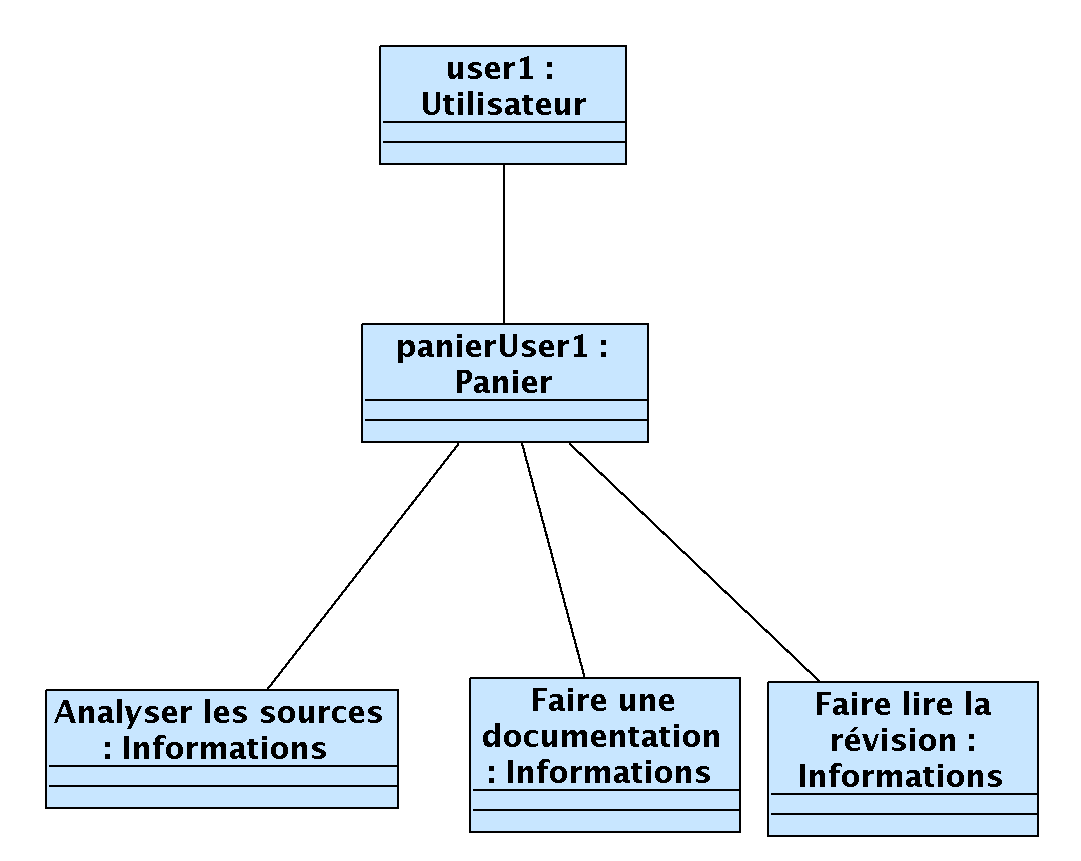 user1 :
Utilisateur
panierUser1 :
Panier
Analyser les sources
: Informations
Faire une
documentation
: Informations
Faire lire la
révision :
Informations